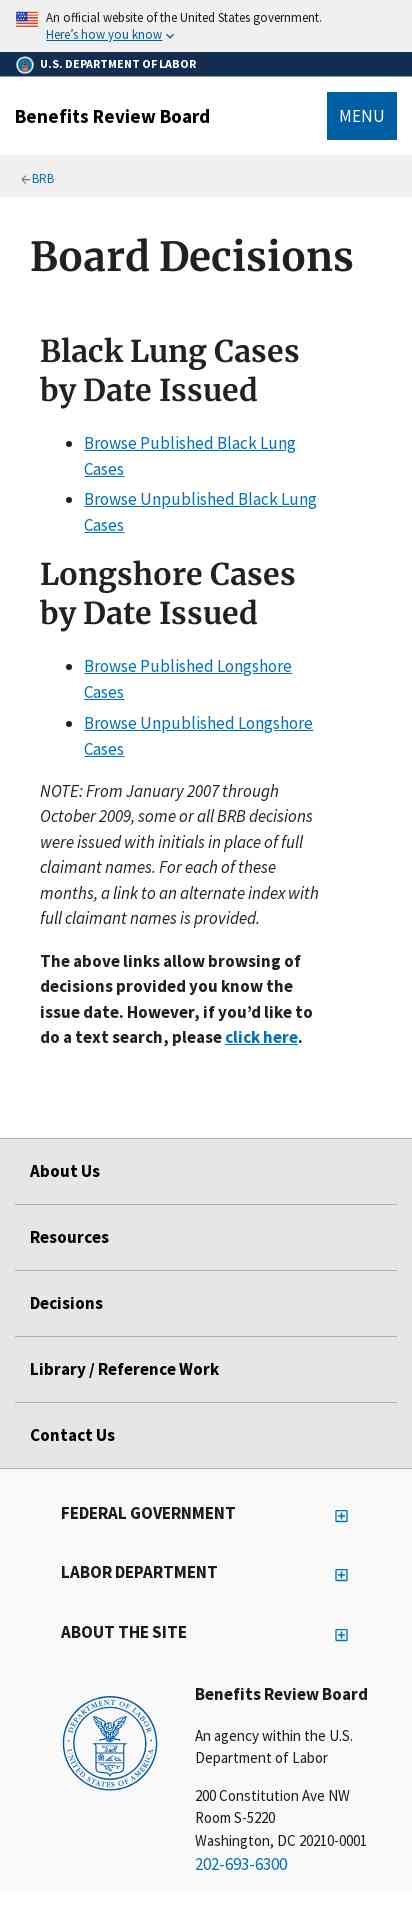 An official website of the United States government.
Here’s how you know
U.S. DEPARTMENT OF LABOR
Benefits Review Board
MENU
BRB
Board Decisions
Black Lung Cases
by Date Issued
Browse Published Black Lung
Cases
Browse Unpublished Black Lung
Cases
Longshore Cases
by Date Issued
Browse Published Longshore
Cases
Browse Unpublished Longshore
Cases
NOTE: From January 2007 through
October 2009, some or all BRB decisions
were issued with initials in place of full
claimant names. For each of these
months, a link to an alternate index with
full claimant names is provided.
The above links allow browsing of
decisions provided you know the
issue date. However, if you’d like to
do a text search, please click here.
About Us
Resources
Decisions
Library / Reference Work
Contact Us
FEDERAL GOVERNMENT
LABOR DEPARTMENT
ABOUT THE SITE
DEPARTMENT OF LABOR
UNITED STATES OF AMERICA
Benefits Review Board
An agency within the U.S.
Department of Labor
200 Constitution Ave NW
Room S-5220
Washington, DC 20210-0001
202-693-6300